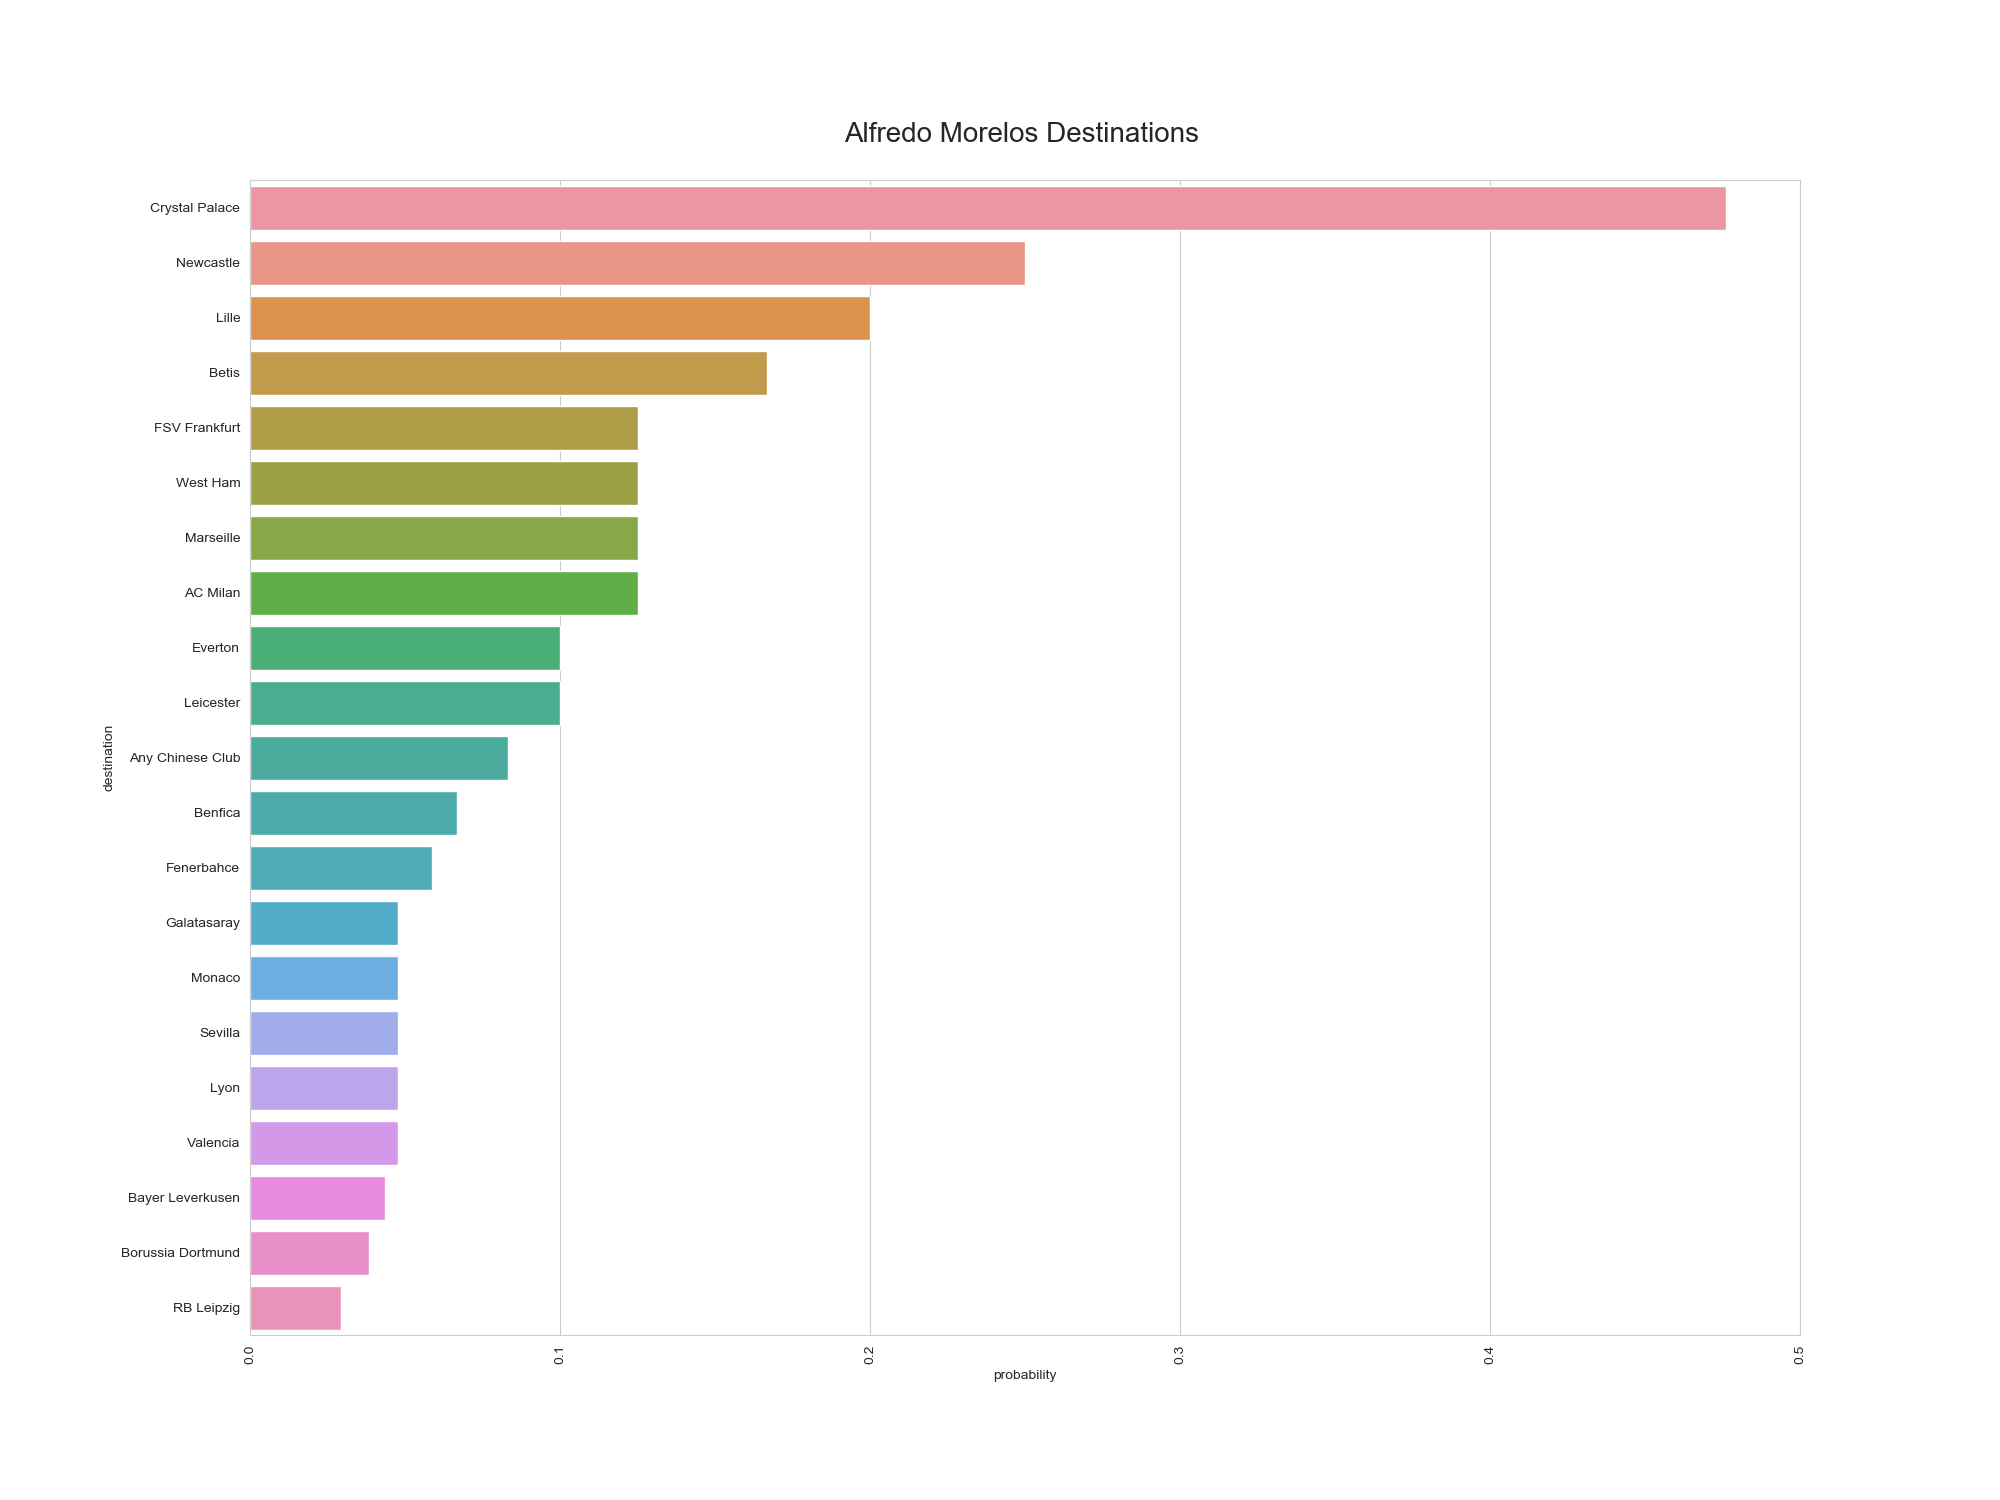 Alfredo Morelos Destinations
Crystal Palace
Newcastle
Lille
Betis
FSV Frankfurt
West Ham
Marseille
AC Milan
Everton
Leicester
Any Chinese Club
Benfica
Fenerbahce
Galatasaray
Monaco
Sevilla
Lyon
Valencia
Bayer Leverkusen
Borussia Dortmund
RB Leipzig
destination
0.0
0.1
0.2
0.3
0.4
0.5
probability